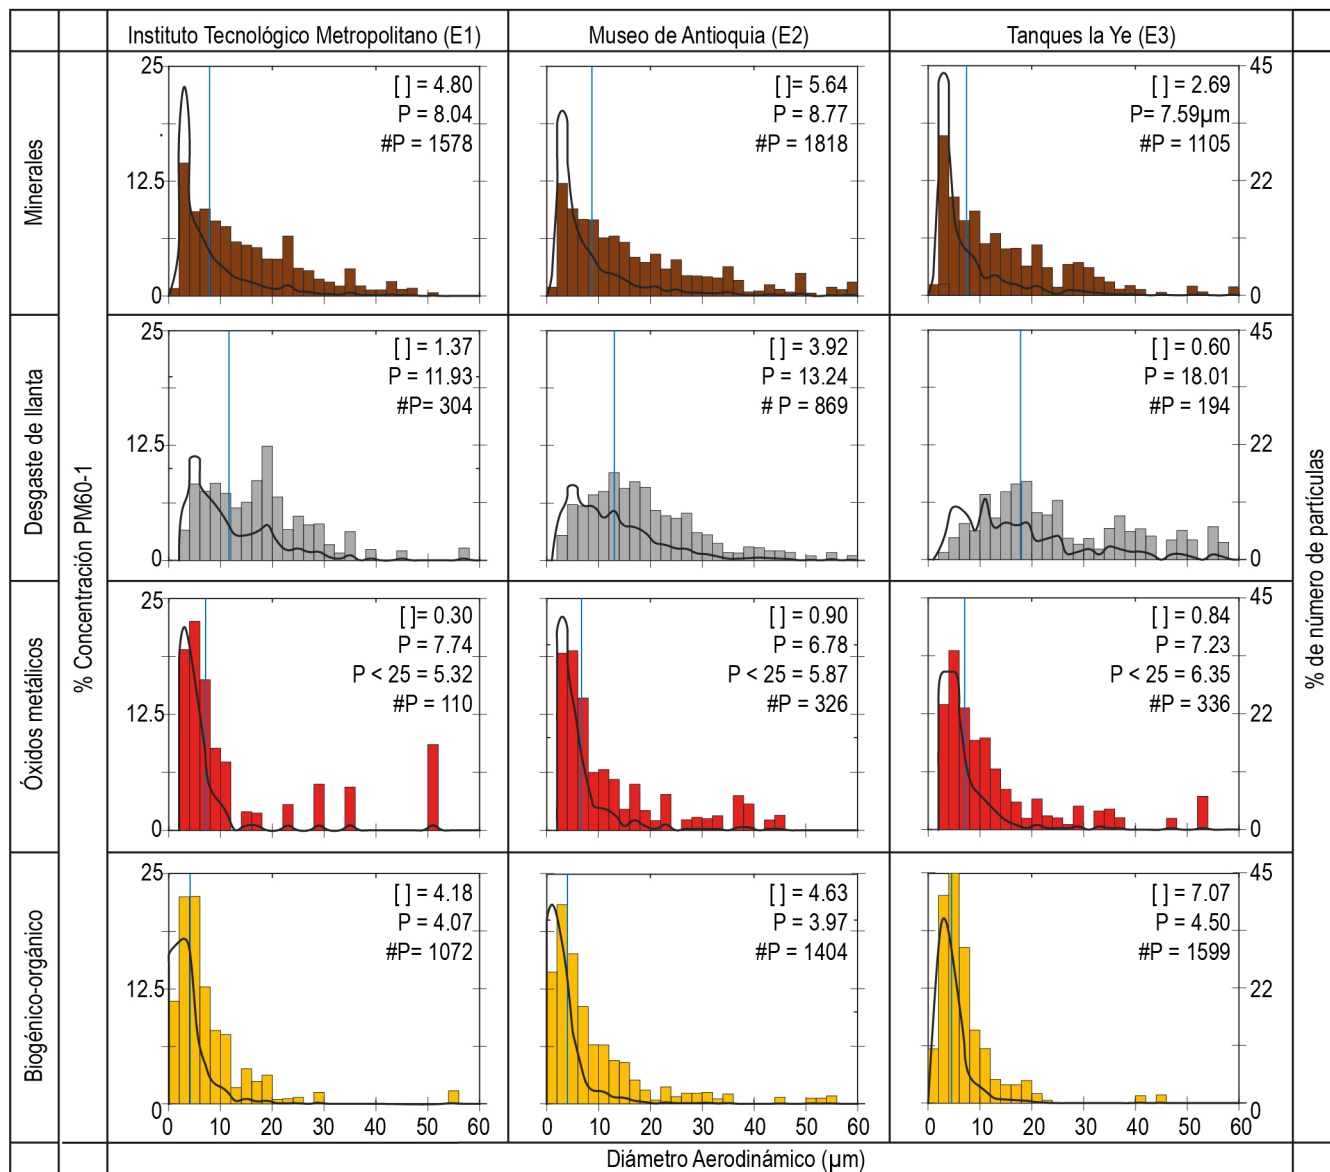 Instituto Tecnológico Metropolitano (E1)
Museo de Antioquia (E2)
Tanques la Ye (E3)
Minerales
25
12.5
0
[ ] = 4.80
P = 8.04
#P = 1578
[ ]= 5.64
P = 8.77
#P = 1818
[ ] = 2.69
P= 7.59µm
#P = 1105
45
22
0
Desgaste de llanta
25
12.5
0
[ ] = 1.37
P = 11.93
#P= 304
[ ] = 3.92
P = 13.24
# P = 869
[ ] = 0.60
P = 18.01
#P = 194
45
22
0
% Concentración PM60-1
% de número de partículas
Óxidos metálicos
25
12.5
0
[ ]= 0.30
P = 7.74
P < 25 = 5.32
#P = 110
[ ] = 0.90
P = 6.78
P < 25 = 5.87
#P = 326
[ ] = 0.84
P = 7.23
P < 25 = 6.35
#P = 336
45
22
0
Biogénico-orgánico
25
12.5
0
[ ] = 4.18
P = 4.07
#P= 1072
[ ] = 4.63
P = 3.97
#P = 1404
[ ] = 7.07
P = 4.50
#P = 1599
45
22
0
0 10 20 30 40 50 60
0 10 20 30 40 50 60
0 10 20 30 40 50 60
Diámetro Aerodinámico (µm)